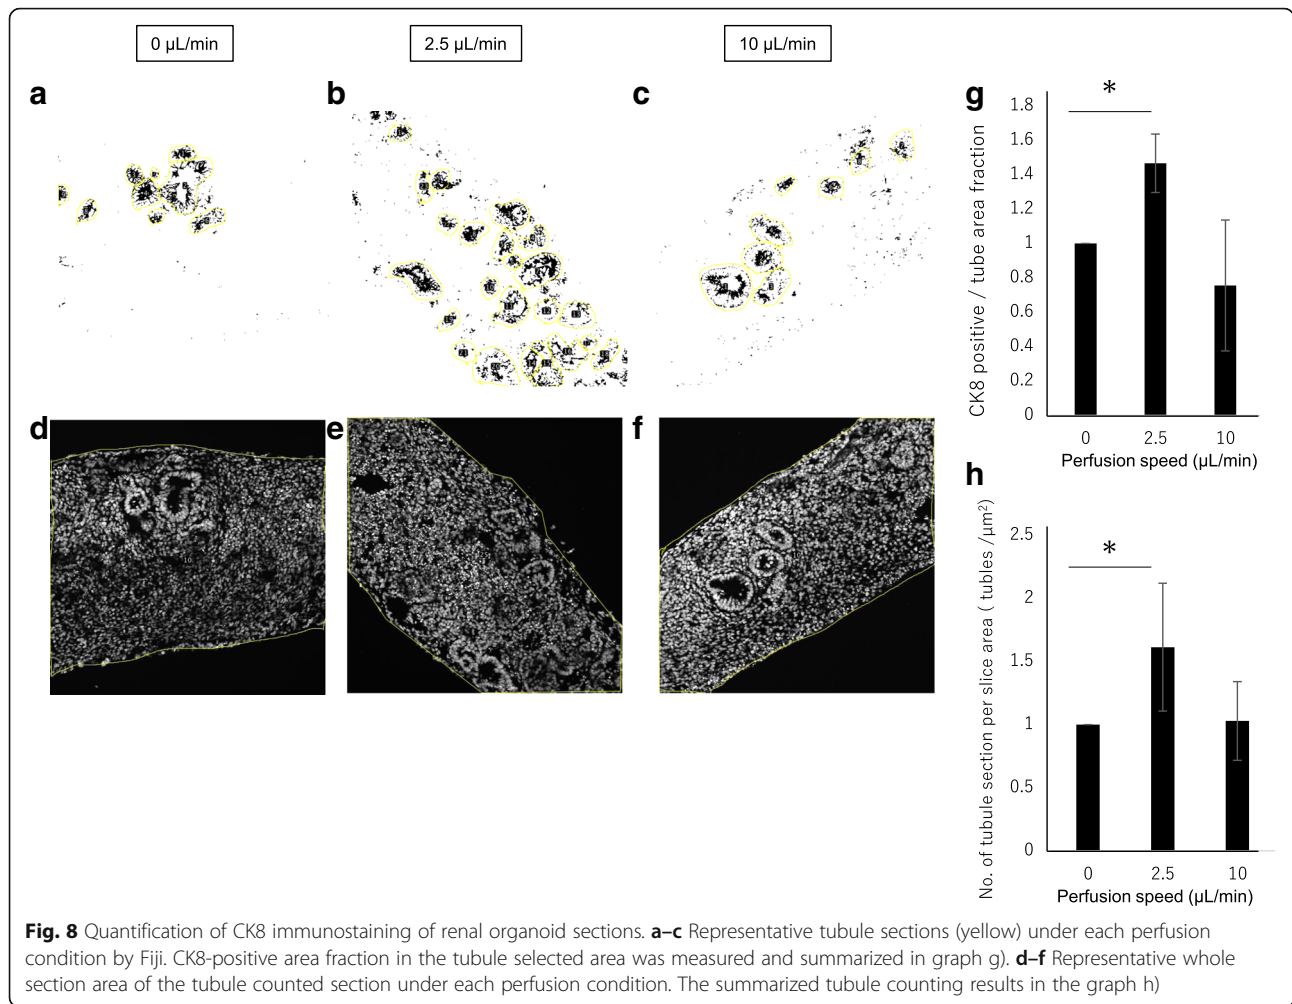 0 µL/min
2.5 µL/min
10 µL/min
a
b
c
d
e
f
g
1.8
1.6
1.4
1.2
1
0.8
0.6
0.4
0.2
0
*
CK8 positive / tube area fraction
0 2.5 10
Perfusion speed (µL/min)
h
2.5
2
1.5
1
0.5
0
*
No. of tubule section per slice area ( tubles /µm²)
0 2.5 10
Perfusion speed (µL/min)
Fig. 8 Quantification of CK8 immunostaining of renal organoid sections. a–c Representative tubule sections (yellow) under each perfusion
condition by Fiji. CK8-positive area fraction in the tubule selected area was measured and summarized in graph g). d–f Representative whole
section area of the tubule counted section under each perfusion condition. The summarized tubule counting results in the graph h)